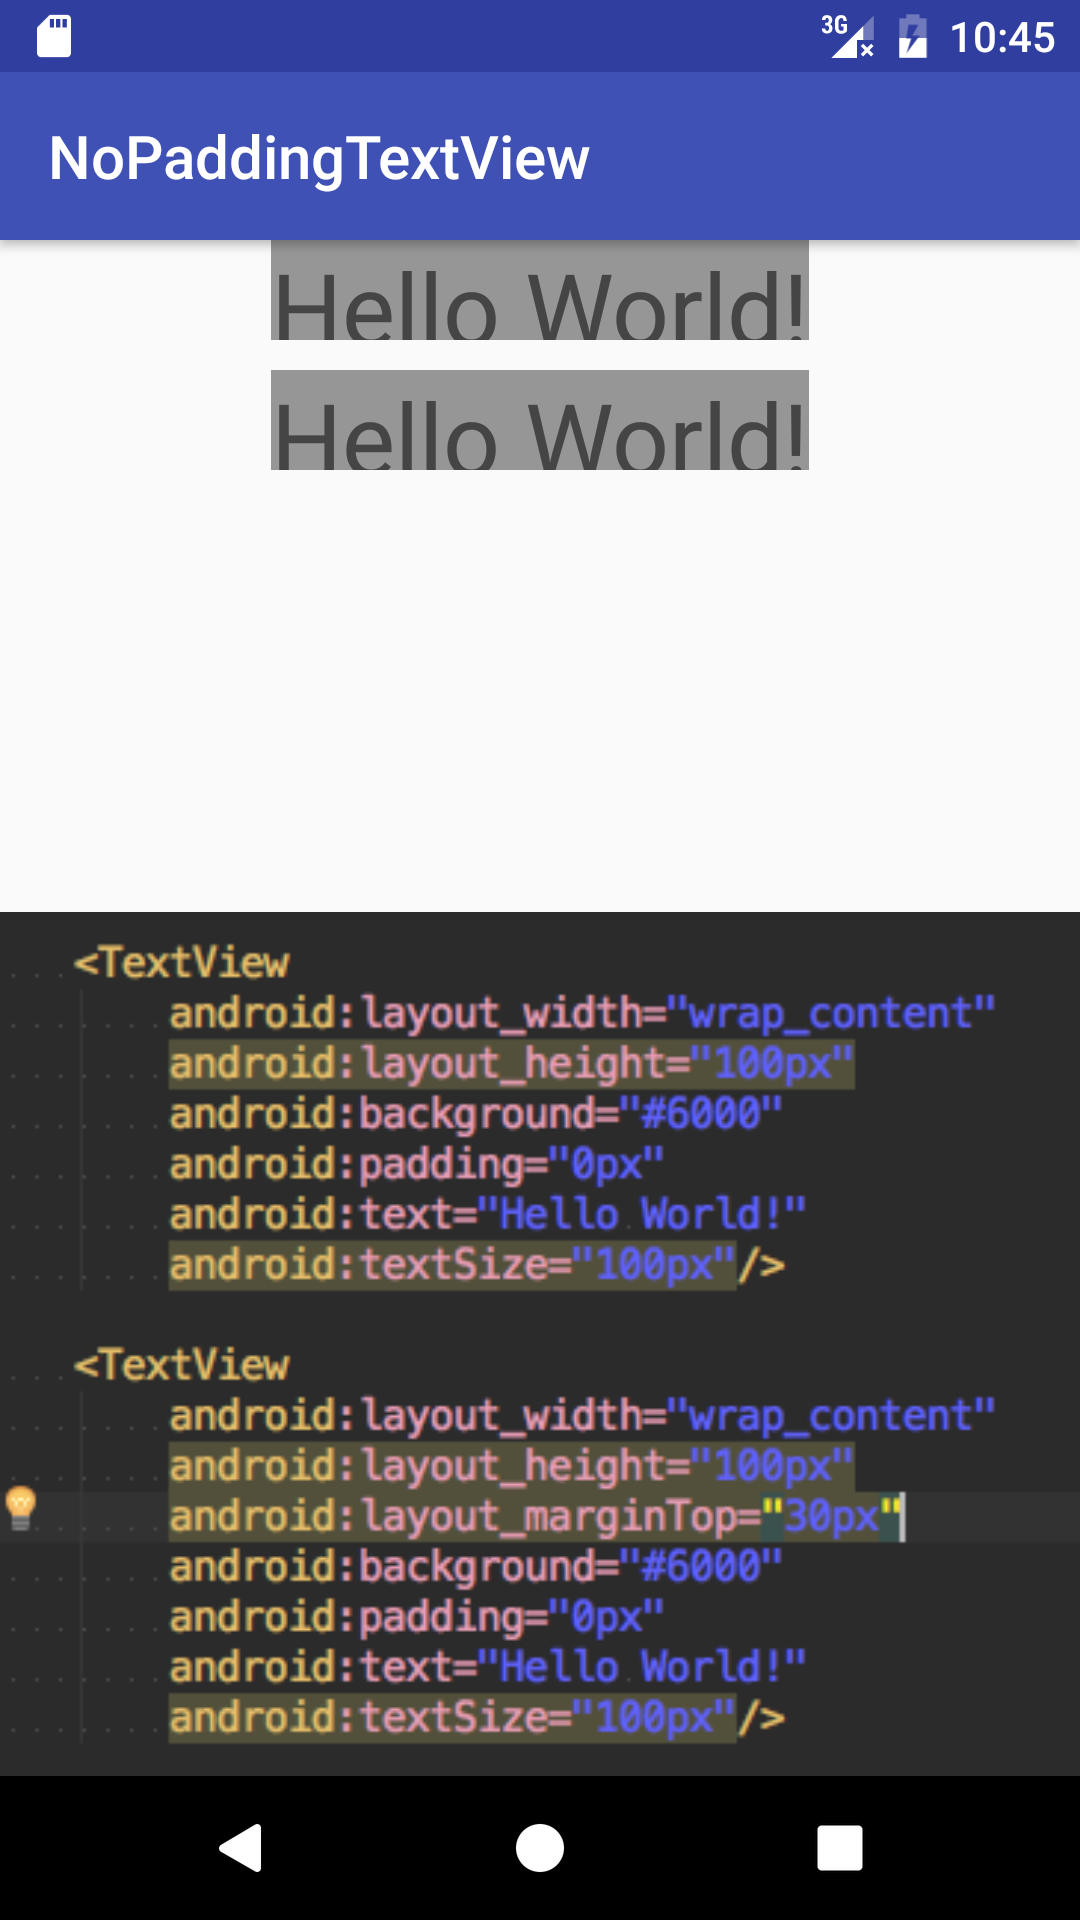 3G 10:45
NoPaddingTextView
Hello World!
Hello World!
<TextView
android:layout_width="wrap_content"
android:layout_height="100px"
android:background="#6000"
android:padding="0px"
android:text="Hello World!"
android:textSize="100px"/>
<TextView
android:layout_width="wrap_content"
android:layout_height="100px"
android:layout_marginTop="30px"
android:background="#6000"
android:padding="0px"
android:text="Hello World!"
android:textSize="100px"/>